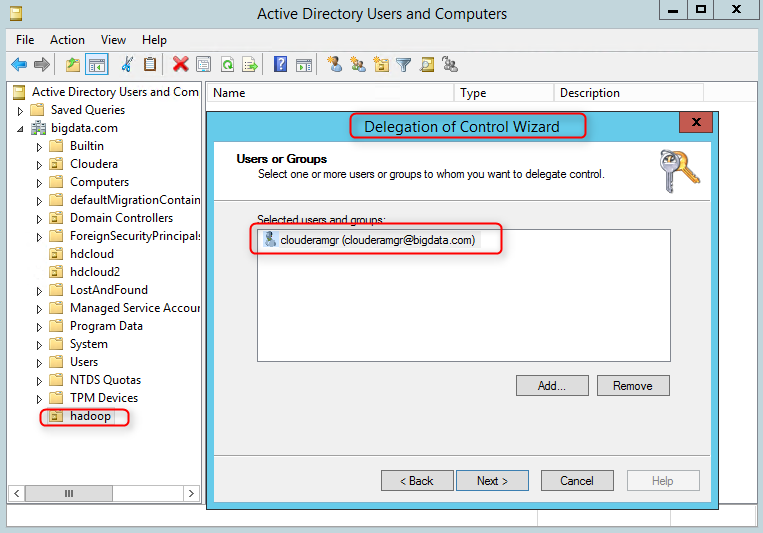 Active Directory Users and Computers
File Action View Help
Active Directory Users and Com
Saved Queries
bigdata.com
Builtin
Cloudera
Computers
defaultMigrationContain
Domain Controllers
ForeignSecurityPrincipals
hdcloud
hdcloud2
LostAndFound
Managed Service Accour
Program Data
System
Users
NTDS Quotas
TPM Devices
hadoop
Name Type Description
Delegation of Control Wizard
x
Users or Groups
Select one or more users or groups to whom you want to delegate control.
Selected users and groups:
clouderamgr (clouderamgr@bigdata.com)
Add... Remove
< Back Next > Cancel Help